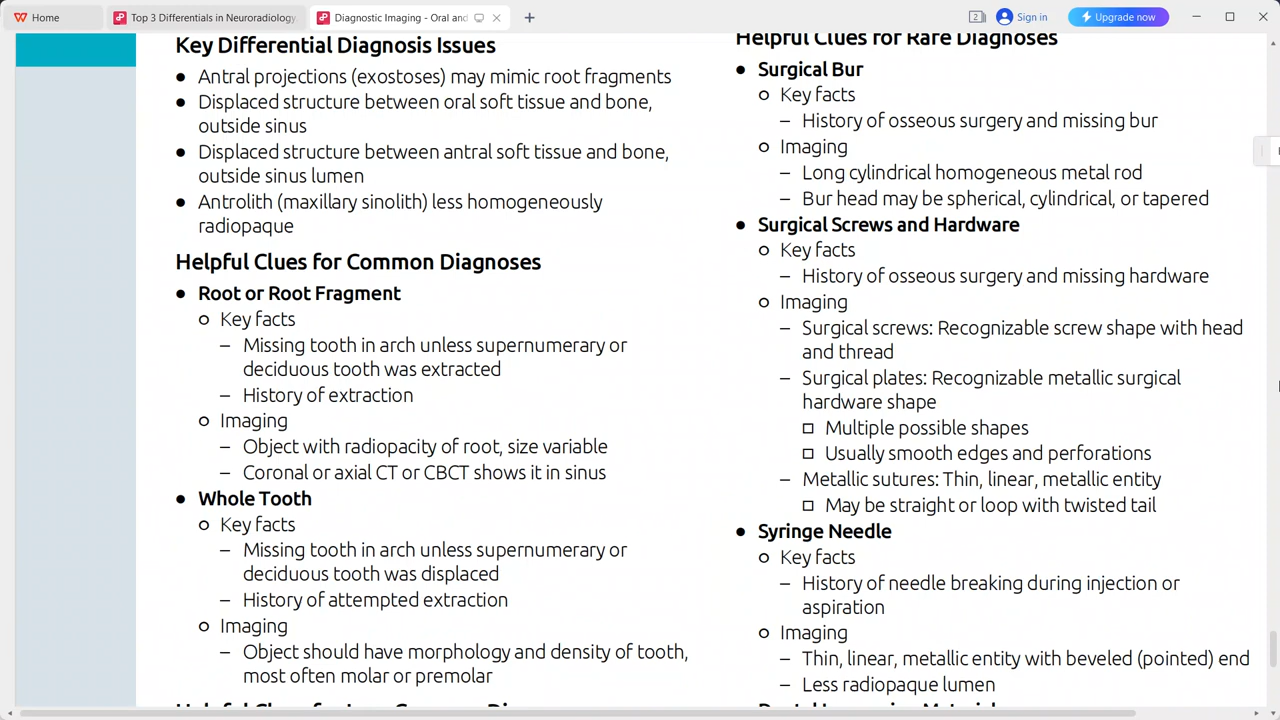 Home
Top 3 Differentials in Neuroradiology.
Diagnostic Imaging - Oral and
2
Sign in
Upgrade now
Key Differential Diagnosis Issues
● Antral projections (exostoses) may mimic root fragments
● Displaced structure between oral soft tissue and bone,
outside sinus
● Displaced structure between antral soft tissue and bone,
outside sinus lumen
● Antrolith (maxillary sinolith) less homogeneously
radiopaque
Helpful Clues for Common Diagnoses
● Root or Root Fragment
○ Key facts
– Missing tooth in arch unless supernumerary or
deciduous tooth was extracted
– History of extraction
○ Imaging
– Object with radiopacity of root, size variable
– Coronal or axial CT or CBCT shows it in sinus
● Whole Tooth
○ Key facts
– Missing tooth in arch unless supernumerary or
deciduous tooth was displaced
– History of attempted extraction
○ Imaging
– Object should have morphology and density of tooth,
most often molar or premolar
Helpful Clues for Rare Diagnoses
● Surgical Bur
○ Key facts
– History of osseous surgery and missing bur
○ Imaging
– Long cylindrical homogeneous metal rod
– Bur head may be spherical, cylindrical, or tapered
● Surgical Screws and Hardware
○ Key facts
– History of osseous surgery and missing hardware
○ Imaging
– Surgical screws: Recognizable screw shape with head
and thread
– Surgical plates: Recognizable metallic surgical
hardware shape
□ Multiple possible shapes
□ Usually smooth edges and perforations
– Metallic sutures: Thin, linear, metallic entity
□ May be straight or loop with twisted tail
● Syringe Needle
○ Key facts
– History of needle breaking during injection or
aspiration
○ Imaging
– Thin, linear, metallic entity with beveled (pointed) end
– Less radiopaque lumen